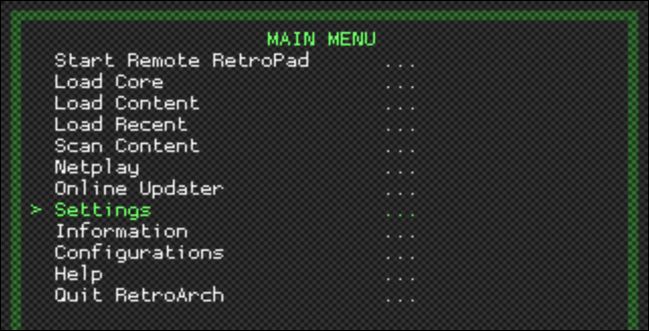 MAIN MENU
Start Remote RetroPad ...
Load Core ...
Load Content ...
Load Recent ...
Scan Content ...
Netplay ...
Online Updater ...
> Settings ...
Information ...
Configurations ...
Help ...
Quit RetroArch ...